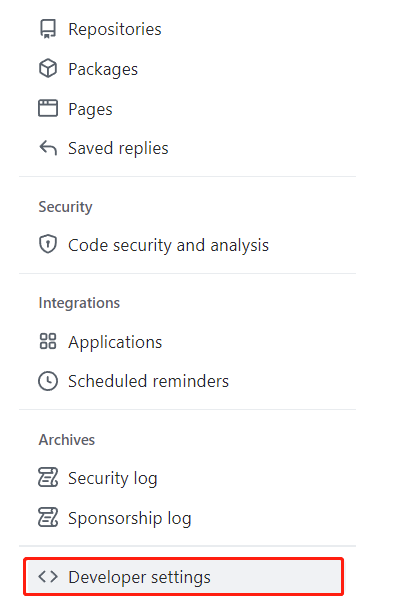 Repositories
Packages
Pages
Saved replies
Security
Code security and analysis
Integrations
Applications
Scheduled reminders
Archives
Security log
Sponsorship log
Developer settings